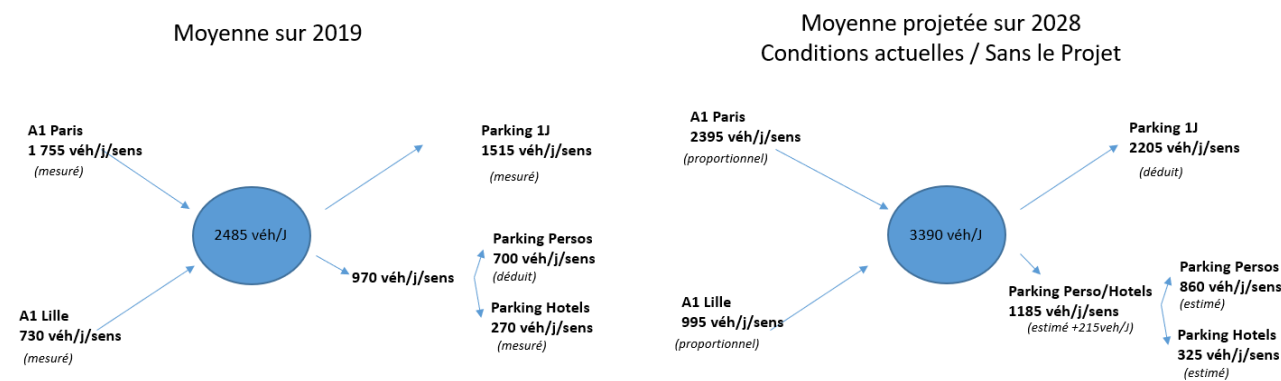 Moyenne sur 2019
A1 Paris
1 755 véh/j/sens
(mesuré)
Parking 1J
1515 véh/j/sens
(mesuré)
2485 véh/J
970 véh/j/sens
Parking Persos
700 véh/j/sens
(déduit)
Parking Hotels
270 véh/j/sens
(mesuré)
A1 Lille
730 véh/j/sens
(mesuré)
Moyenne projetée sur 2028
Conditions actuelles / Sans le Projet
A1 Paris
2395 véh/j/sens
(proportionnel)
Parking 1J
2205 véh/j/sens
(déduit)
3390 véh/J
Parking Perso/Hotels
1185 véh/j/sens
(estimé +215veh/J)
Parking Persos
860 véh/j/sens
(estimé)
Parking Hotels
325 véh/j/sens
(estimé)
A1 Lille
995 véh/j/sens
(proportionnel)